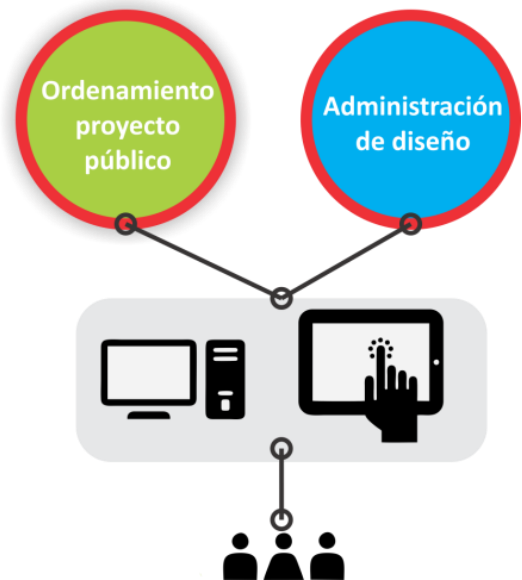 Ordenamiento
proyecto
público
Administración
de diseño